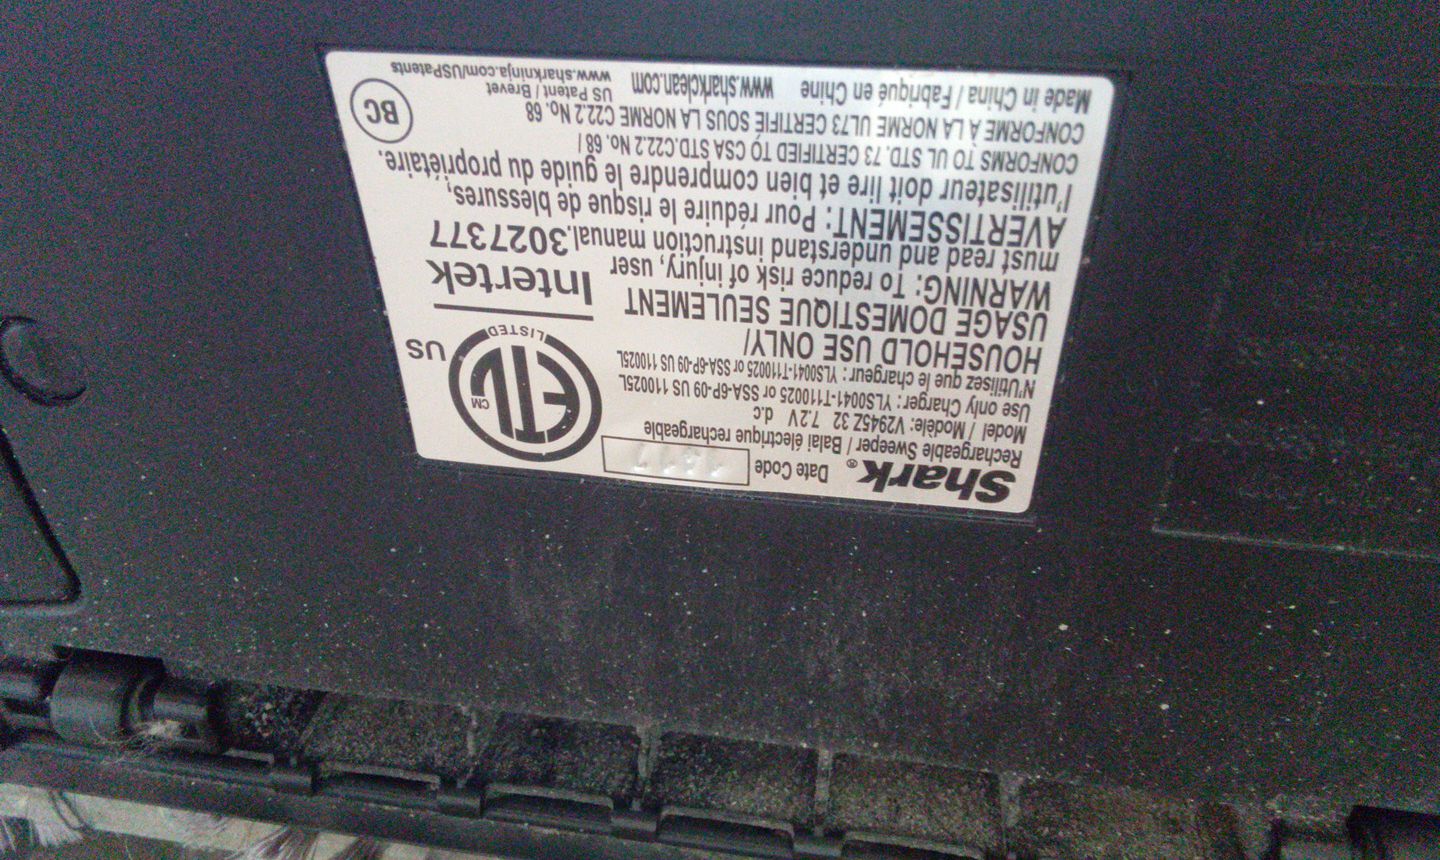 Shark®
Date Code
Rechargeable Sweeper / Balai électrique rechargeable
Model / Modèle: V2945Z 32 7.2V d.c
Use only Charger: YLS0041-T110025 or SSA-6P-09 US 110025L
N'Utilisez que le chargeur: YLS0041-T110025 or SSA-6P-09 US 110025L
HOUSEHOLD USE ONLY/
USAGE DOMESTIQUE SEULEMENT
WARNING: To reduce risk of injury, user
must read and understand instruction manual.
AVERTISSEMENT: Pour réduire le risque de blessures,
l'utilisateur doit lire et bien comprendre le guide du propriétaire.
CONFORMS TO UL STD. 73 CERTIFIED TO CSA STD.C22.2 No. 68 /
CONFORME À LA NORME UL73 CERTIFIÉ SOUS LA NORME C22.2 No. 68
Made in China / Fabriqué en Chine www.sharkclean.com
US Patent / Brevet
www.sharkninja.com/USPatents
CM
ETL
LISTED
US
Intertek
3027377
BC